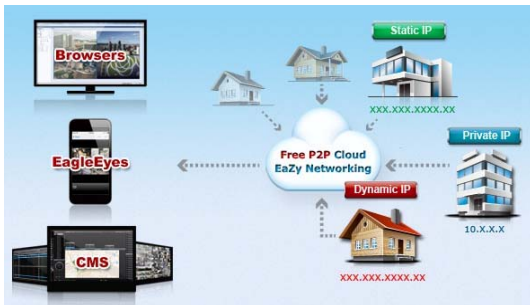 Browsers
Static IP
XXX.XXX.XXXX.XX
EagleEyes
Free P2P Cloud
EaZy Networking
Private IP
10.X.X.X
Dynamic IP
XXX.XXX.XXXX.XX
CMS